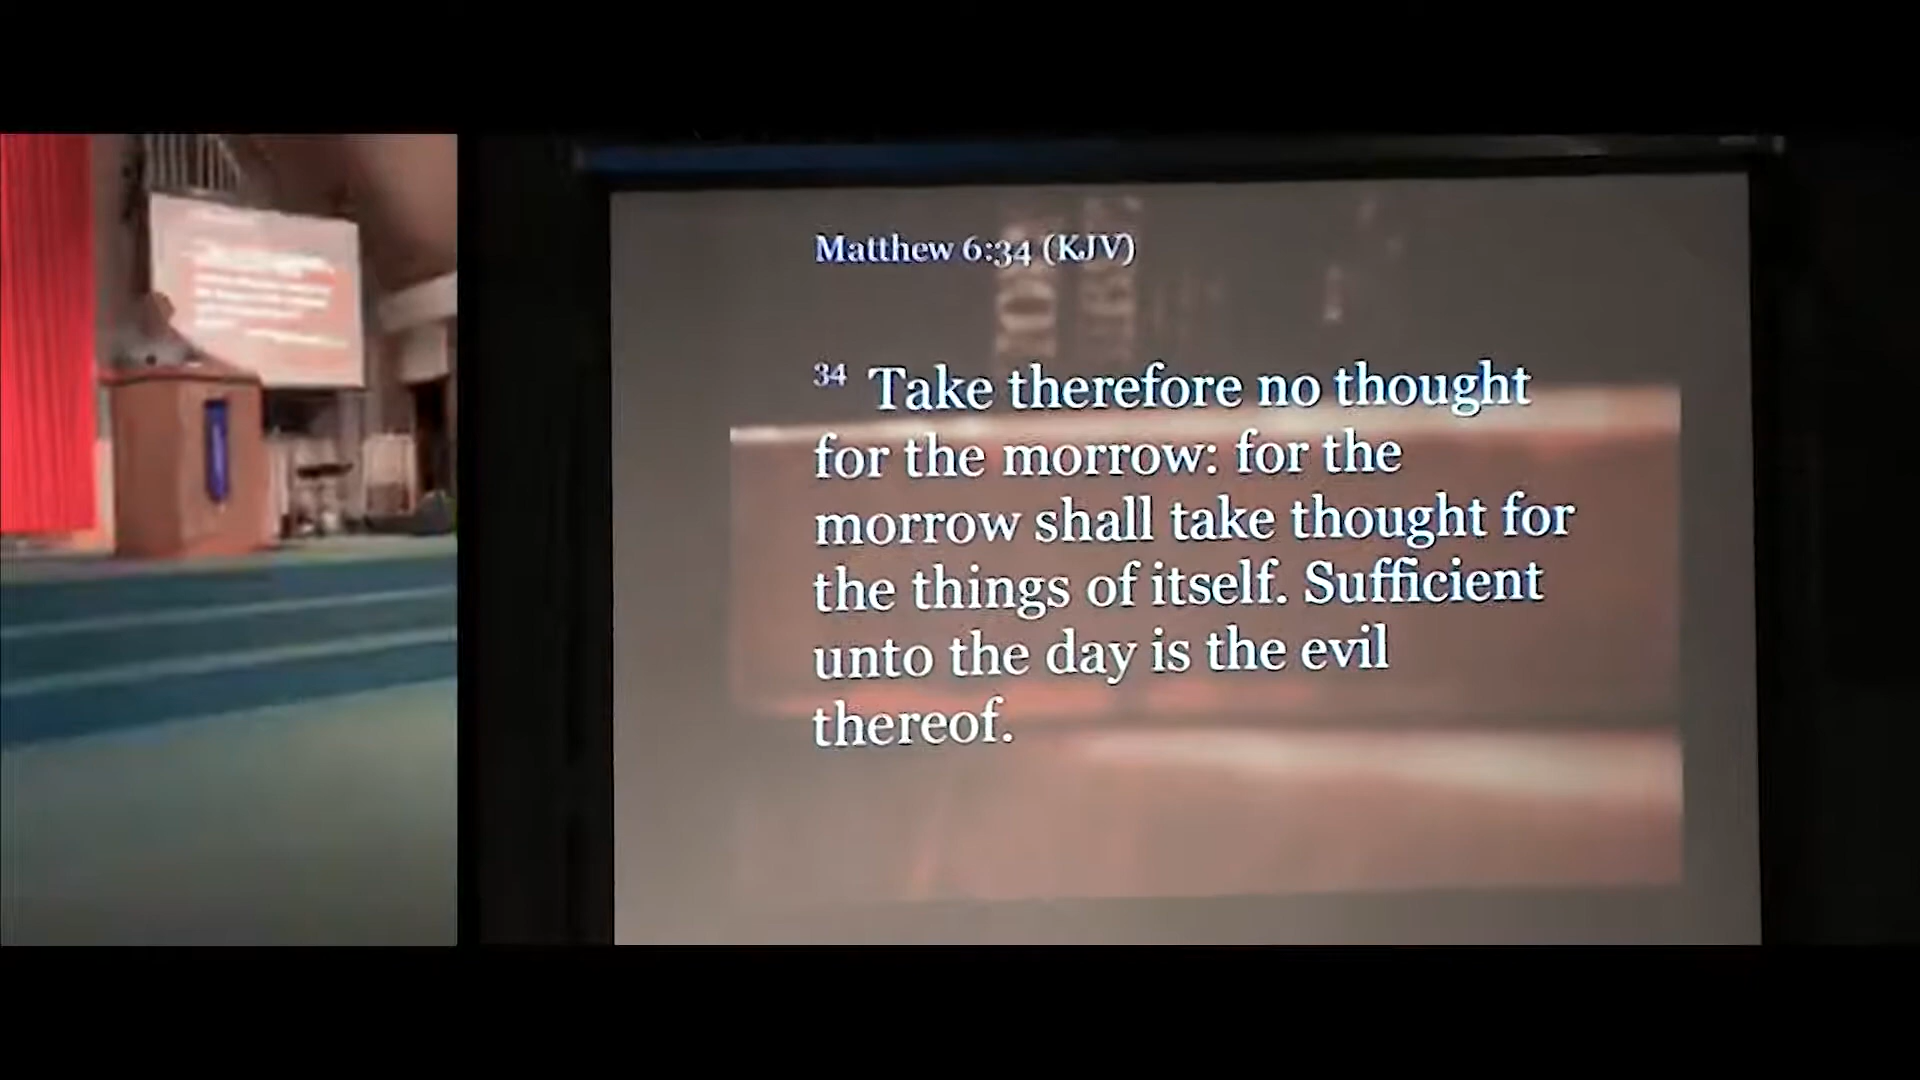 Matthew 6:34 (KJV)
34 Take therefore no thought
for the morrow: for the
morrow shall take thought for
the things of itself. Sufficient
unto the day is the evil
thereof.